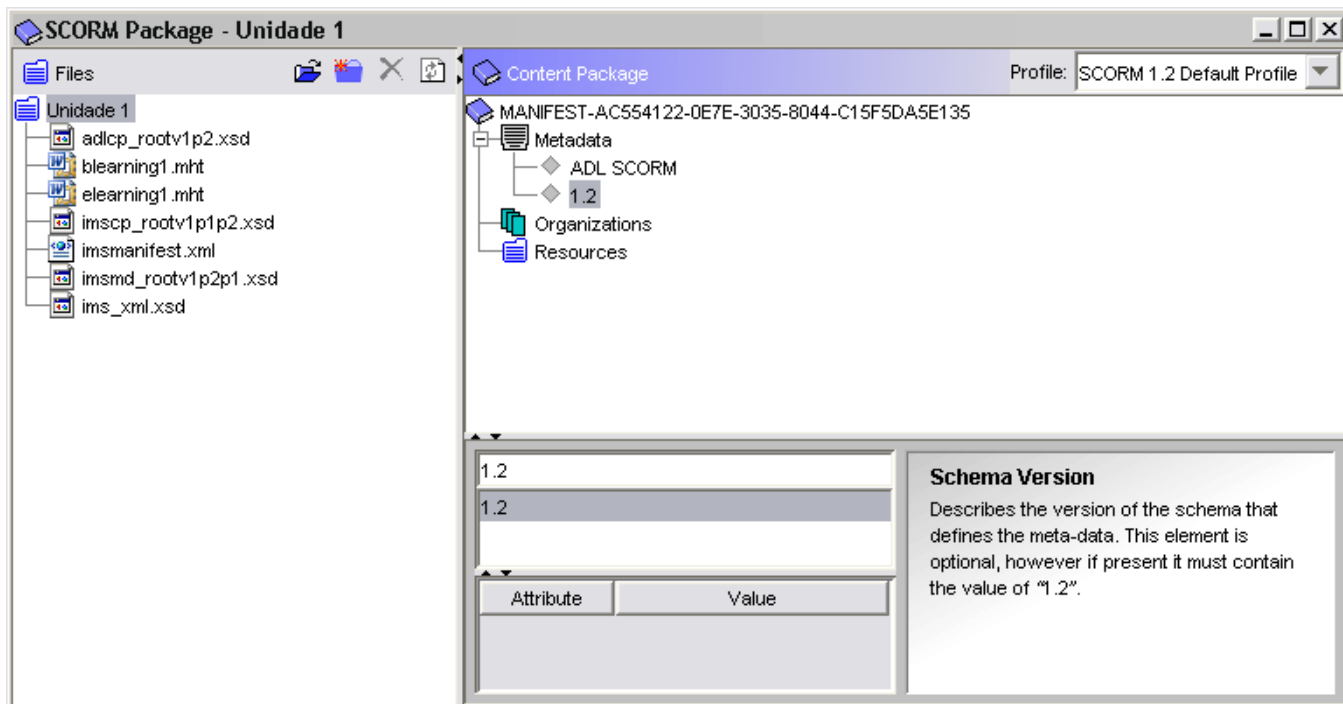 SCORM Package - Unidade 1
Files
Unidade 1
adlcp_rootv1p2.xsd
blearning1.mht
elearning1.mht
imscp_rootv1p1p2.xsd
imsmanifest.xml
imsmd_rootv1p2p1.xsd
ims_xml.xsd
Content Package
Profile: SCORM 1.2 Default Profile
MANIFEST-AC554122-0E7E-3035-8044-C15F5DA5E135
Metadata
ADL SCORM
1.2
Organizations
Resources
1.2
1.2
Attribute Value
Schema Version
Describes the version of the schema that
defines the meta-data. This element is
optional, however if present it must contain
the value of "1.2".